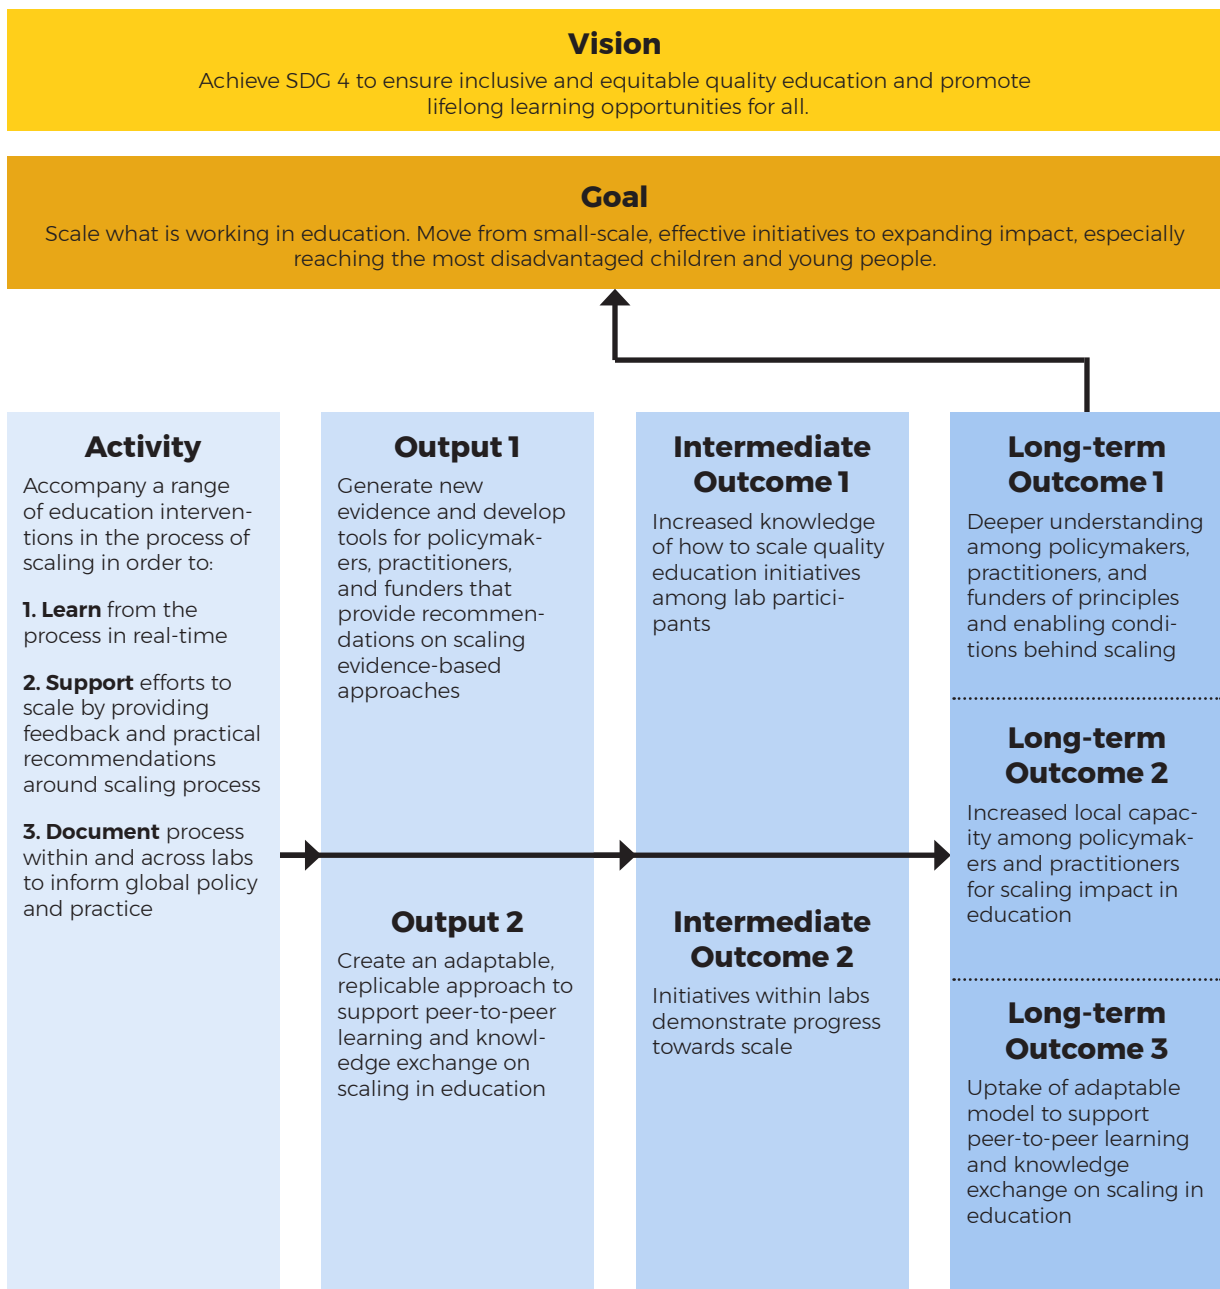 Vision
Achieve SDG 4 to ensure inclusive and equitable quality education and promote
lifelong learning opportunities for all.
Goal
Scale what is working in education. Move from small-scale, effective initiatives to expanding impact, especially
reaching the most disadvantaged children and young people.
Activity
Accompany a range
of education interven-
tions in the process of
scaling in order to:
1. Learn from the
process in real-time
2. Support efforts to
scale by providing
feedback and practical
recommendations
around scaling process
3. Document process
within and across labs
to inform global policy
and practice
Output 1
Generate new
evidence and develop
tools for policymak-
ers, practitioners,
and funders that
provide recommen-
dations on scaling
evidence-based
approaches
Output 2
Create an adaptable,
replicable approach to
support peer-to-peer
learning and knowl-
edge exchange on
scaling in education
Intermediate
Outcome 1
Increased knowledge
of how to scale quality
education initiatives
among lab partici-
pants
Intermediate
Outcome 2
Initiatives within labs
demonstrate progress
towards scale
Long-term
Outcome 1
Deeper understanding
among policymakers,
practitioners, and
funders of principles
and enabling condi-
tions behind scaling
Long-term
Outcome 2
Increased local capac-
ity among policymak-
ers and practitioners
for scaling impact in
education
Long-term
Outcome 3
Uptake of adaptable
model to support
peer-to-peer learning
and knowledge
exchange on scaling in
education